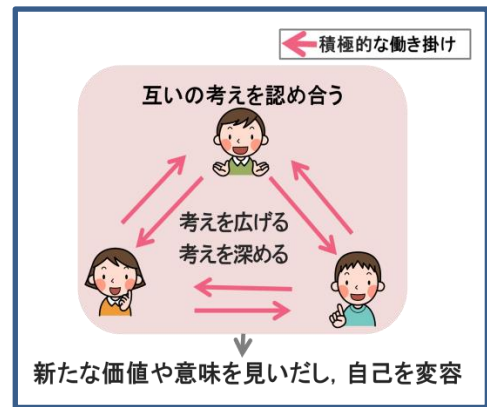 積極的な働き掛け
互いの考えを認め合う
考えを広げる
考えを深める
新たな価値や意味を見いだし，自己を変容